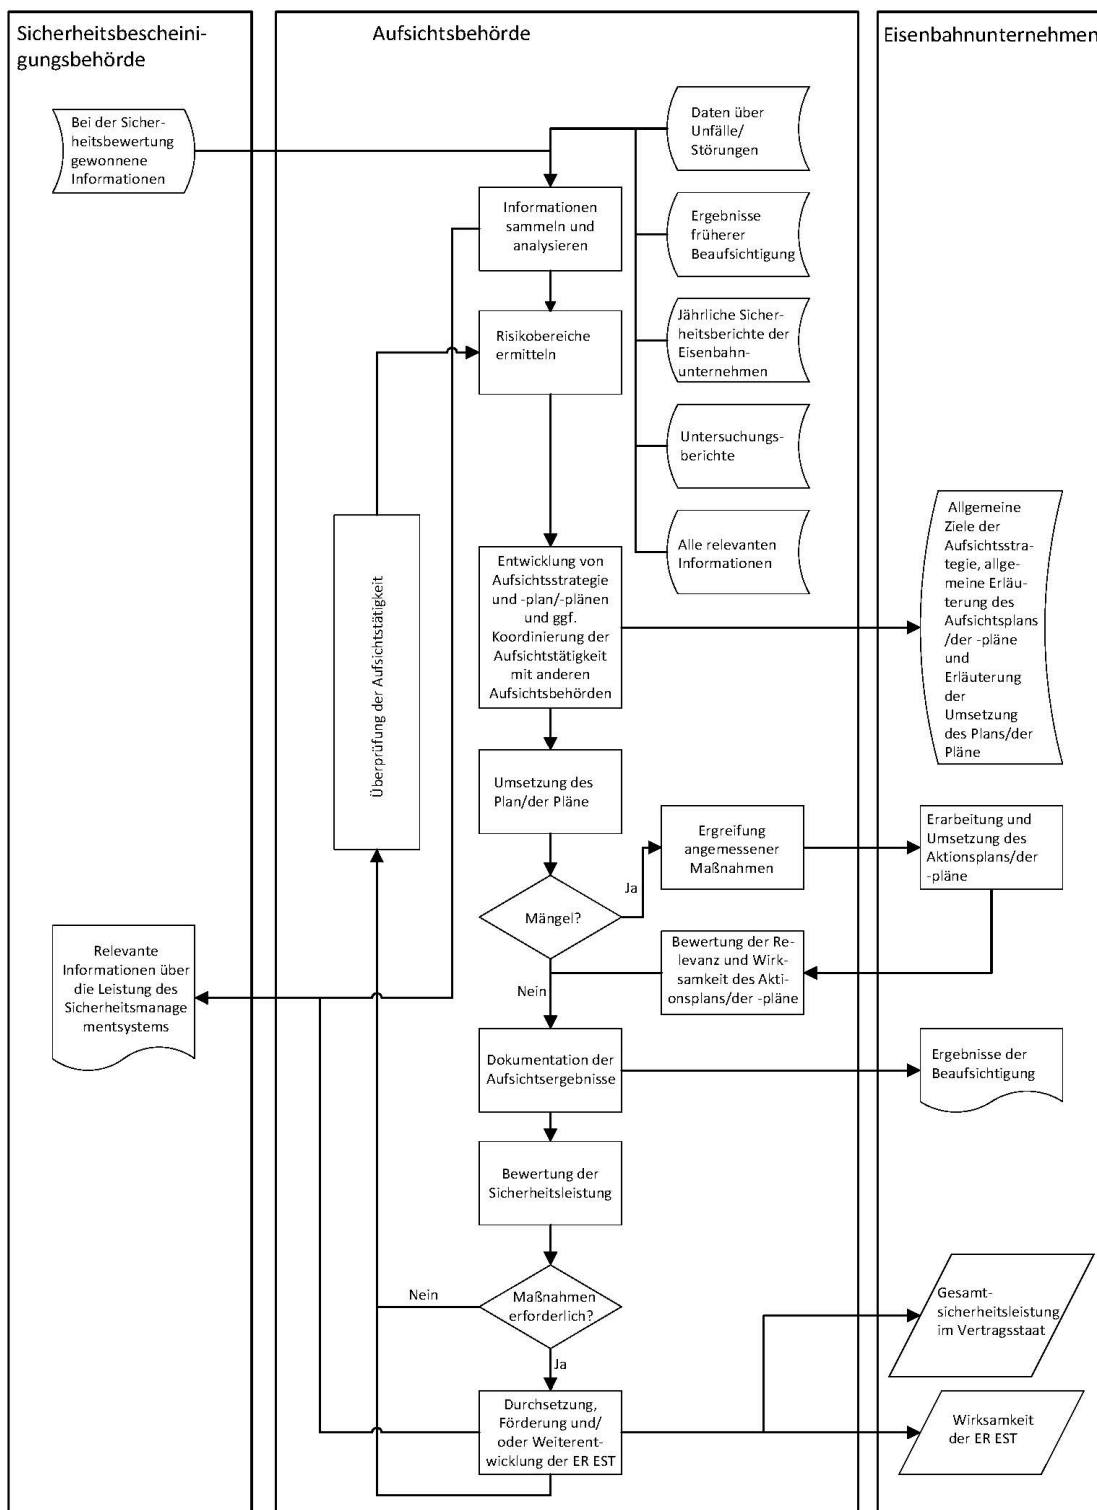 Sicherheitsbescheini-
gungsbehörde
Aufsichtsbehörde
Eisenbahnunternehmen
Bei der Sicher-
heitsbewertung
gewonnene
Informationen
Daten über
Unfälle/
Störungen
Informationen
sammeln und
analysieren
Ergebnisse
früherer
Beaufsichtigung
Risikobereiche
ermitteln
Jährliche Sicher-
heitsberichte der
Eisenbahn-
unternehmen
Untersuchungs-
berichte
Alle relevanten
Informationen
Überprüfung der Aufsichtstätigkeit
Entwicklung von
Aufsichtsstrategie
und -plan/-plänen
und ggf.
Koordinierung der
Aufsichtstätigkeit
mit anderen
Aufsichtsbehörden
Allgemeine
Ziele der
Aufsichtsstra-
tegie, allge-
meine Erläu-
terung des
Aufsichtsplans
/der -pläne
und
Erläuterung
der
Umsetzung
des Plans/der
Pläne
Umsetzung des
Plan/der Pläne
Ergreifung
angemessener
Maßnahmen
Erarbeitung und
Umsetzung des
Aktionsplans/der
-pläne
Ja
Mängel?
Nein
Bewertung der Re-
levanz und Wirk-
samkeit des Akti-
onsplans/der -pläne
Relevante
Informationen über
die Leistung des
Sicherheitsmanage
mentsystems
Dokumentation der
Aufsichtsergebnisse
Ergebnisse der
Beaufsichtigung
Bewertung der
Sicherheitsleistung
Nein
Maßnahmen
erforderlich?
Ja
Gesamt-
sicherheitsleistung
im Vertragsstaat
Durchsetzung,
Förderung und/
oder Weiterent-
wicklung der ER EST
Wirksamkeit
der ER EST